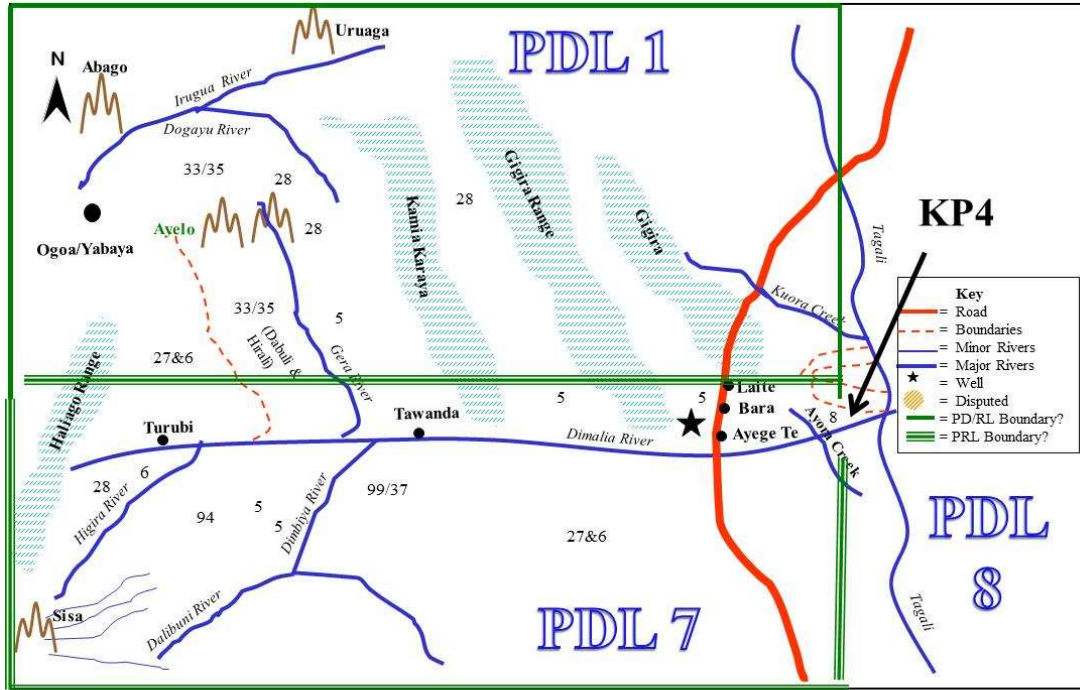 Uruaga
PDL 1
N
Abago
Irugua River
Dogayu River
33/35
28
28
28
Ogoa/Yabaya
Ayelo
Kamia Karaya
Gigira Range
Gigira
KP4
Tagali
Kuora Creek
33/35
(Dabuli &
Hirali)
5
Gera River
27&6
Haliago Range
Key
= Road
= Boundaries
= Minor Rivers
= Major Rivers
= Well
= Disputed
= PD/RL Boundary?
= PRL Boundary?
Laite
5
5
Bara
8
Turubi
Tawanda
Dimalia River
Ayege Te
Ayom Creek
28
6
Higira River
94
5
5
Dimbiya River
99/37
27&6
PDL
8
Sisa
Dalibuni River
PDL 7
Tagali